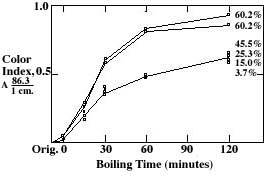 1.0
60.2%
60.2%
Color
Index,
0.5
A 86.3
1 cm.
45.5%
25.3%
15.0%
3.7%
Orig. 0 30 60 90 120
Boiling Time (minutes)